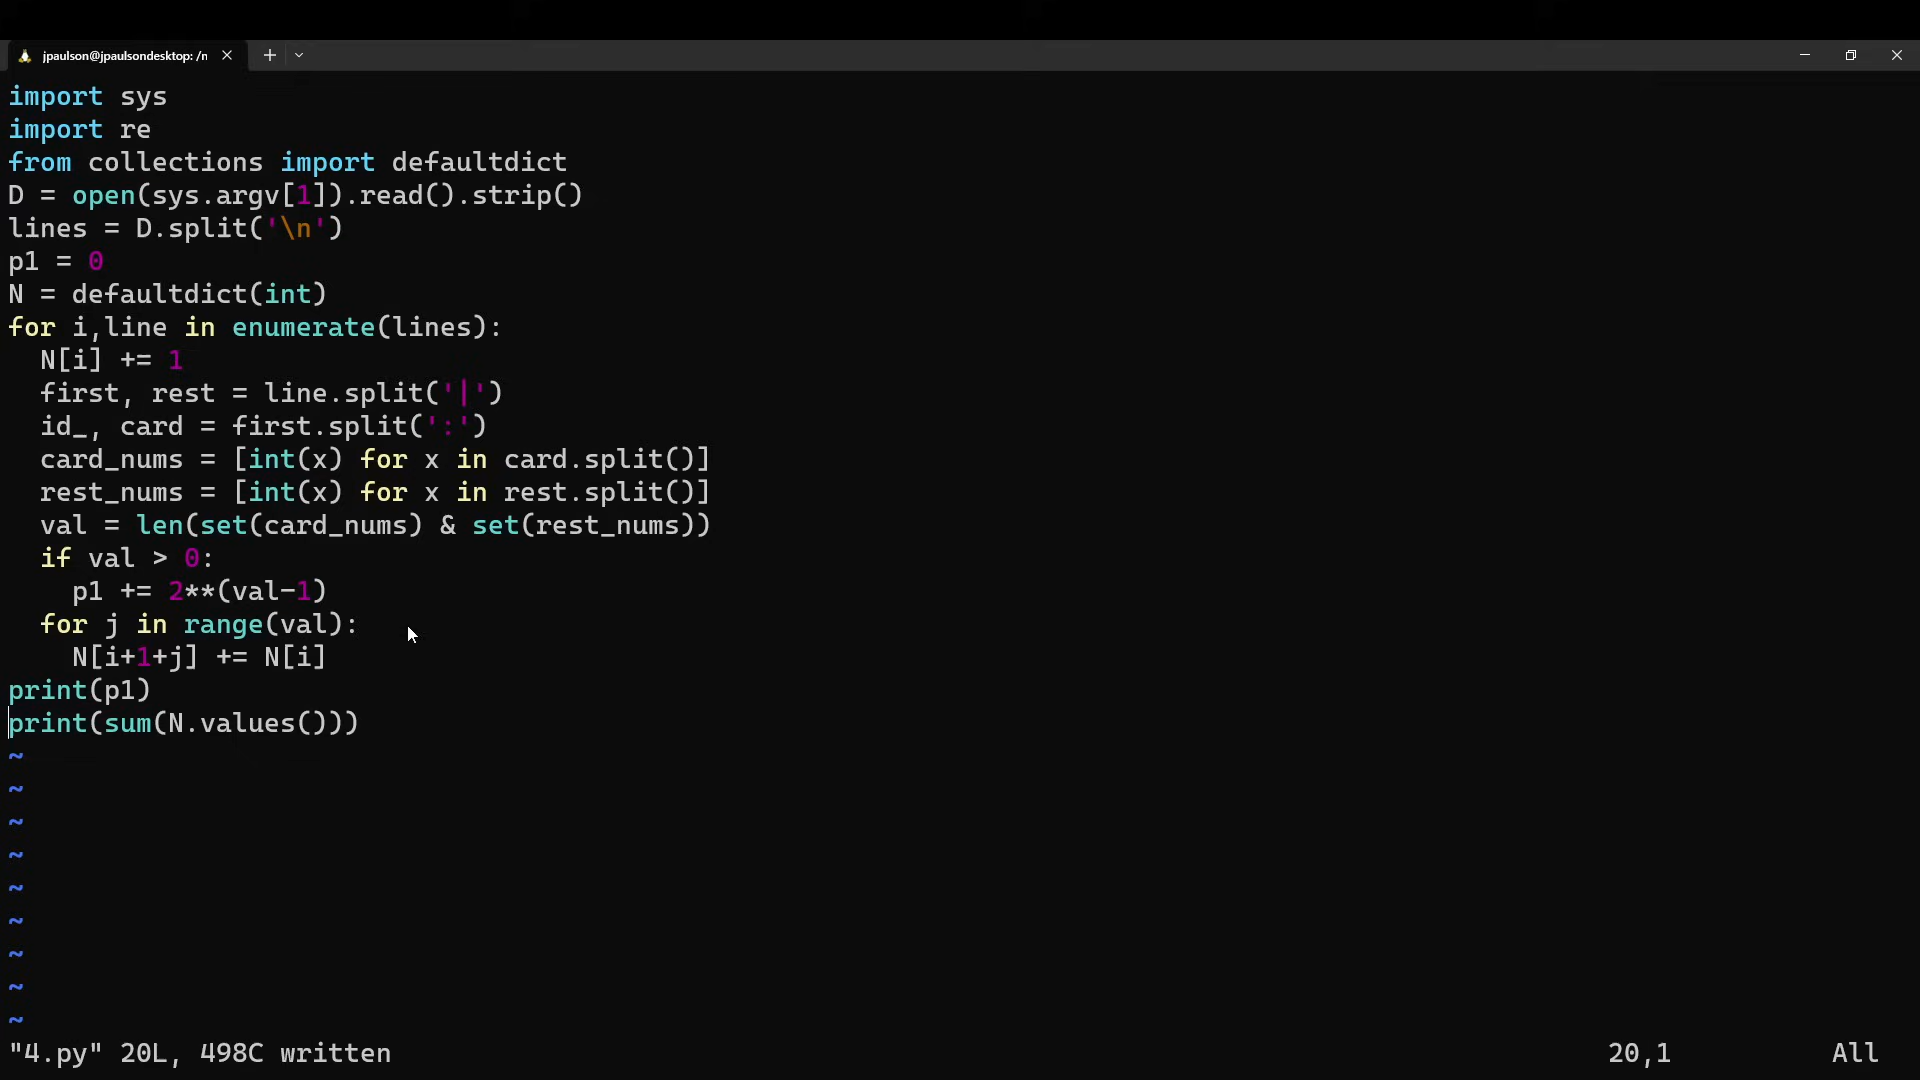 jpaulson@jpaulsondesktop: /n
import sys
import re
from collections import defaultdict
D = open(sys.argv[1]).read().strip()
lines = D.split('\n')
p1 = 0
N = defaultdict(int)
for i,line in enumerate(lines):
  N[i] += 1
  first, rest = line.split('|')
  id_, card = first.split(':')
  card_nums = [int(x) for x in card.split()]
  rest_nums = [int(x) for x in rest.split()]
  val = len(set(card_nums) & set(rest_nums))
  if val > 0:
    p1 += 2**(val-1)
  for j in range(val):
    N[i+1+j] += N[i]
print(p1)
print(sum(N.values()))
~
~
~
~
~
~
~
~
~
"4.py" 20L, 498C written 20,1 All